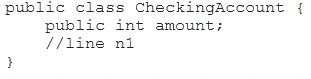 public class CheckingAccount {
    public int amount;
    //line n1
}